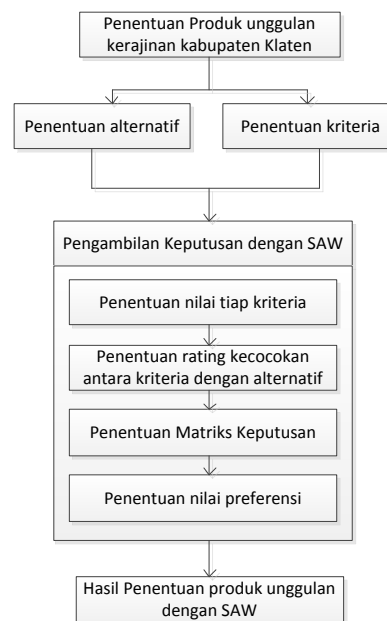 Penentuan Produk unggulan
kerajinan kabupaten Klaten
Penentuan alternatif
Penentuan kriteria
Pengambilan Keputusan dengan SAW
Penentuan nilai tiap kriteria
Penentuan rating kecocokan
antara kriteria dengan alternatif
Penentuan Matriks Keputusan
Penentuan nilai preferensi
Hasil Penentuan produk unggulan
dengan SAW